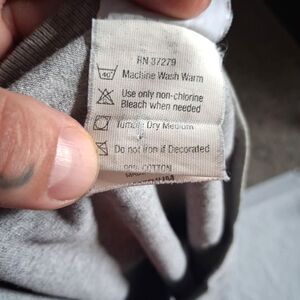 RN 37279
40°
Machine Wash Warm
Use only non-chlorine
Bleach when needed
Tumble Dry Medium
Do not iron if Decorated
COTTON